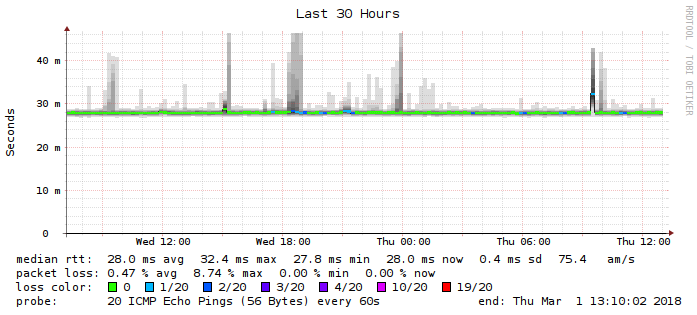 Last 30 Hours
RRDTOOL / TOBI OETIKER
Seconds
40 m
30 m
20 m
10 m
0
Wed 12:00 Wed 18:00 Thu 00:00 Thu 06:00 Thu 12:00
median rtt: 28.0 ms avg 32.4 ms max 27.8 ms min 28.0 ms now 0.4 ms sd 75.4 am/s
packet loss: 0.47 % avg 8.74 % max 0.00 % min 0.00 % now
loss color: 0 1/20 2/20 3/20 4/20 10/20 19/20
probe: 20 ICMP Echo Pings (56 Bytes) every 60s end: Thu Mar 1 13:10:02 2018